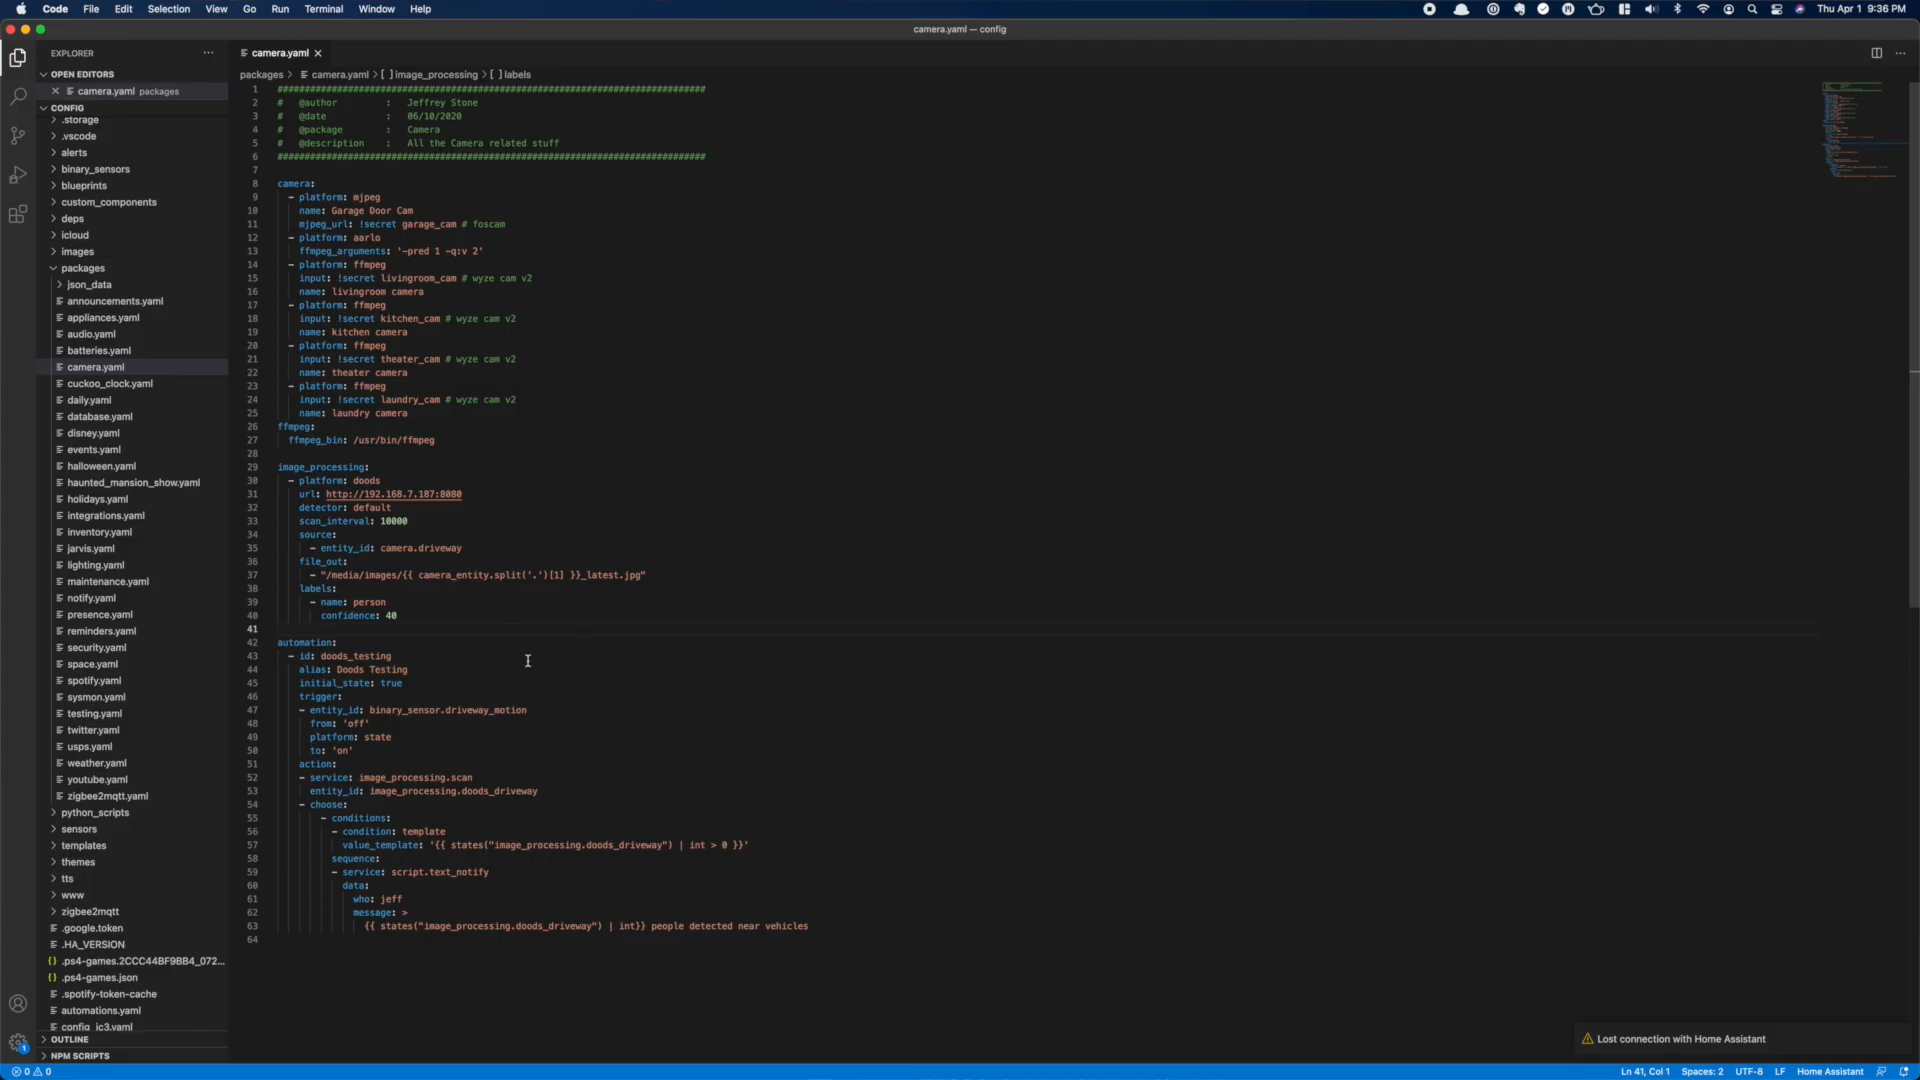 Code File Edit Selection View Go Run Terminal Window Help
Thu Apr 1 9:36 PM
camera.yaml — config
EXPLORER
OPEN EDITORS
camera.yaml packages
CONFIG
.storage
.vscode
alerts
binary_sensors
blueprints
custom_components
deps
icloud
images
packages
json_data
announcements.yaml
appliances.yaml
audio.yaml
batteries.yaml
camera.yaml
cuckoo_clock.yaml
daily.yaml
database.yaml
disney.yaml
events.yaml
halloween.yaml
haunted_mansion_show.yaml
holidays.yaml
integrations.yaml
inventory.yaml
jarvis.yaml
lighting.yaml
maintenance.yaml
notify.yaml
presence.yaml
reminders.yaml
security.yaml
space.yaml
spotify.yaml
sysmon.yaml
testing.yaml
twitter.yaml
usps.yaml
weather.yaml
youtube.yaml
zigbee2mqtt.yaml
python_scripts
sensors
templates
themes
tts
www
zigbee2mqtt
.google.token
.HA_VERSION
.ps4-games.2CCC44BF9BB4_072...
.ps4-games.json
.spotify-token-cache
automations.yaml
config_ic3.yaml
OUTLINE
NPM SCRIPTS
camera.yaml
packages > camera.yaml > [ ] image_processing > [ ] labels
1 ###############################################################################
2 # @author : Jeffrey Stone
3 # @date : 06/10/2020
4 # @package : Camera
5 # @description : All the Camera related stuff
6 ###############################################################################
7
8 camera:
9 - platform: mjpeg
10 name: Garage Door Cam
11 mjpeg_url: !secret garage_cam # foscam
12 - platform: aarlo
13 ffmpeg_arguments: '-pred 1 -q:v 2'
14 - platform: ffmpeg
15 input: !secret livingroom_cam # wyze cam v2
16 name: livingroom camera
17 - platform: ffmpeg
18 input: !secret kitchen_cam # wyze cam v2
19 name: kitchen camera
20 - platform: ffmpeg
21 input: !secret theater_cam # wyze cam v2
22 name: theater camera
23 - platform: ffmpeg
24 input: !secret laundry_cam # wyze cam v2
25 name: laundry camera
26 ffmpeg:
27 ffmpeg_bin: /usr/bin/ffmpeg
28
29 image_processing:
30 - platform: doods
31 url: http://192.168.7.187:8080
32 detector: default
33 scan_interval: 10000
34 source:
35 - entity_id: camera.driveway
36 file_out:
37 - "/media/images/{{ camera_entity.split('.')[1] }}_latest.jpg"
38 labels:
39 - name: person
40 confidence: 40
41
42 automation:
43 - id: doods_testing
44 alias: Doods Testing
45 initial_state: true
46 trigger:
47 - entity_id: binary_sensor.driveway_motion
48 from: 'off'
49 platform: state
50 to: 'on'
51 action:
52 - service: image_processing.scan
53 entity_id: image_processing.doods_driveway
54 - choose:
55 - conditions:
56 - condition: template
57 value_template: '{{ states("image_processing.doods_driveway") | int > 0 }}'
58 sequence:
59 - service: script.text_notify
60 data:
61 who: jeff
62 message: >
63 {{ states("image_processing.doods_driveway") | int}} people detected near vehicles
64
Lost connection with Home Assistant
0 0
Ln 41, Col 1 Spaces: 2 UTF-8 LF Home Assistant